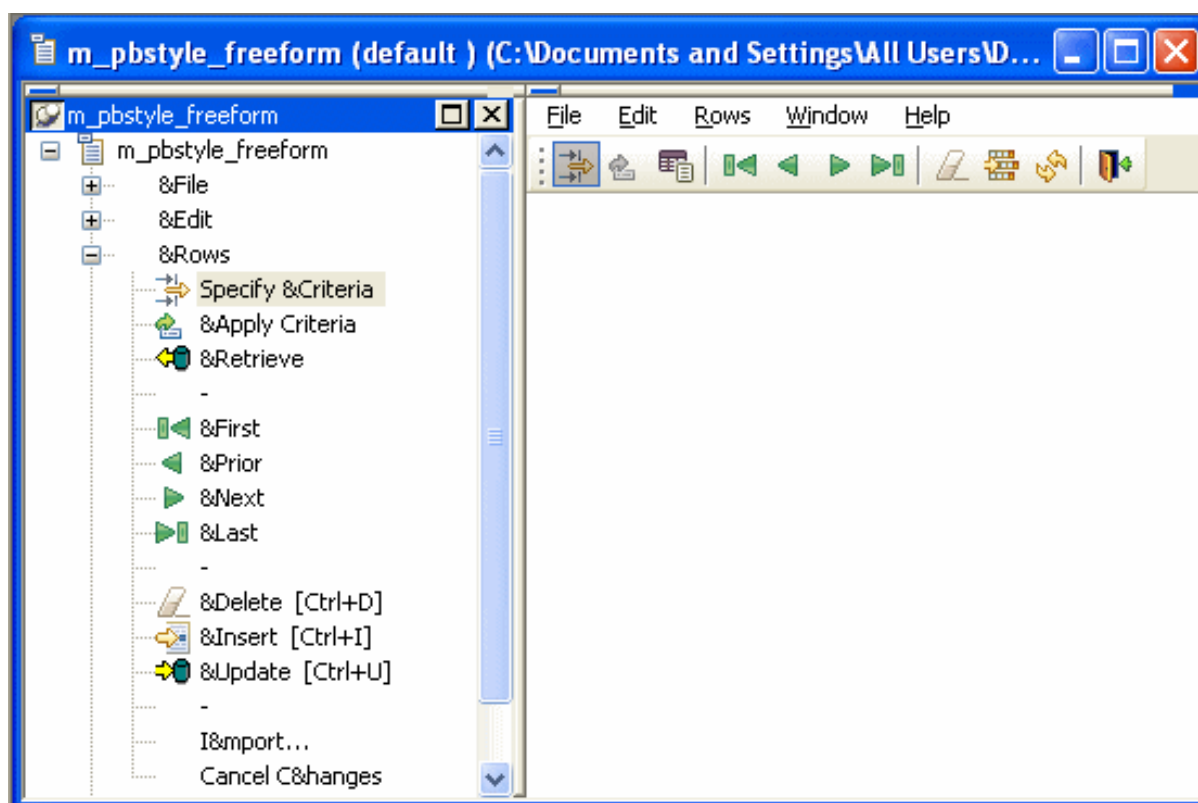 m_pbstyle_freeform (default ) (C:\Documents and Settings\All Users\D...
m_pbstyle_freeform
m_pbstyle_freeform
&File
&Edit
&Rows
Specify &Criteria
&Apply Criteria
&Retrieve
-
&First
&Prior
&Next
&Last
-
&Delete [Ctrl+D]
&Insert [Ctrl+I]
&Update [Ctrl+U]
-
I&mport...
Cancel C&hanges
File Edit Rows Window Help